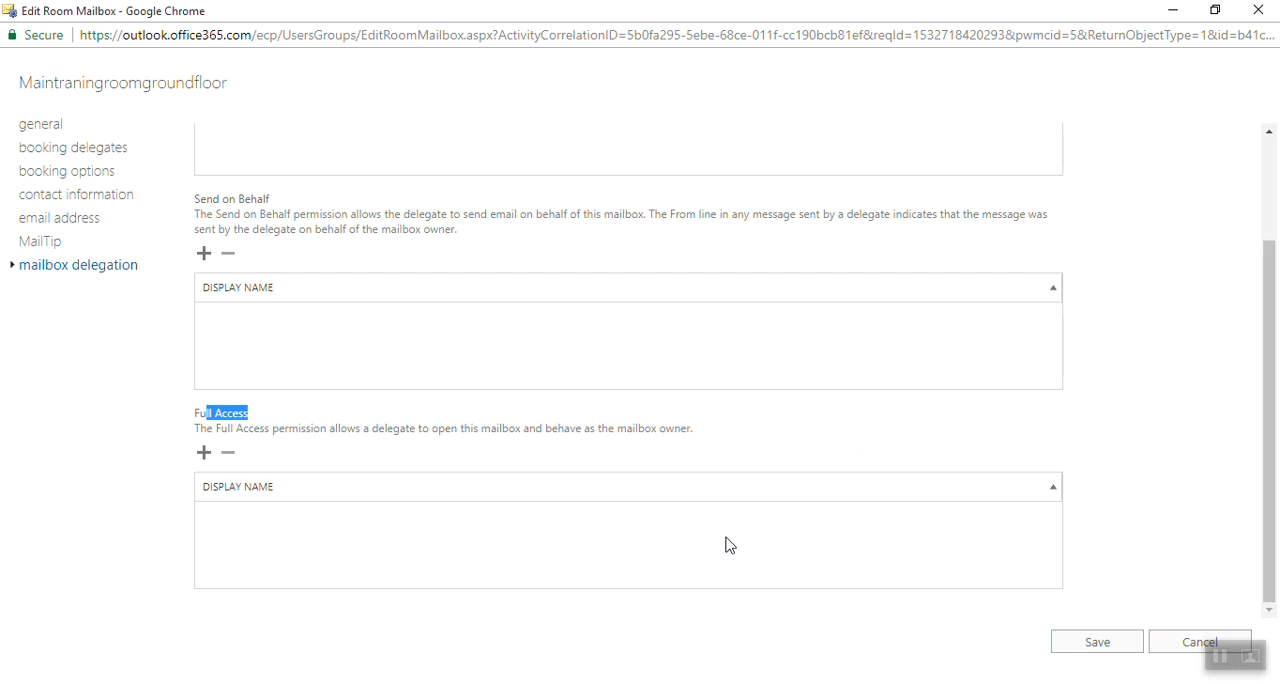 Edit Room Mailbox - Google Chrome
Secure https://outlook.office365.com/ecp/UsersGroups/EditRoomMailbox.aspx?ActivityCorrelationID=5b0fa295-5ebe-68ce-011f-cc190bcb81ef&reqId=1532718420293&pwmcid=5&ReturnObjectType=1&id=b41c...
Maintraningroomgroundfloor
general
booking delegates
booking options
contact information
email address
MailTip
mailbox delegation
Send on Behalf
The Send on Behalf permission allows the delegate to send email on behalf of this mailbox. The From line in any message sent by a delegate indicates that the message was
sent by the delegate on behalf of the mailbox owner.
DISPLAY NAME
Full Access
The Full Access permission allows a delegate to open this mailbox and behave as the mailbox owner.
DISPLAY NAME
Save Cancel